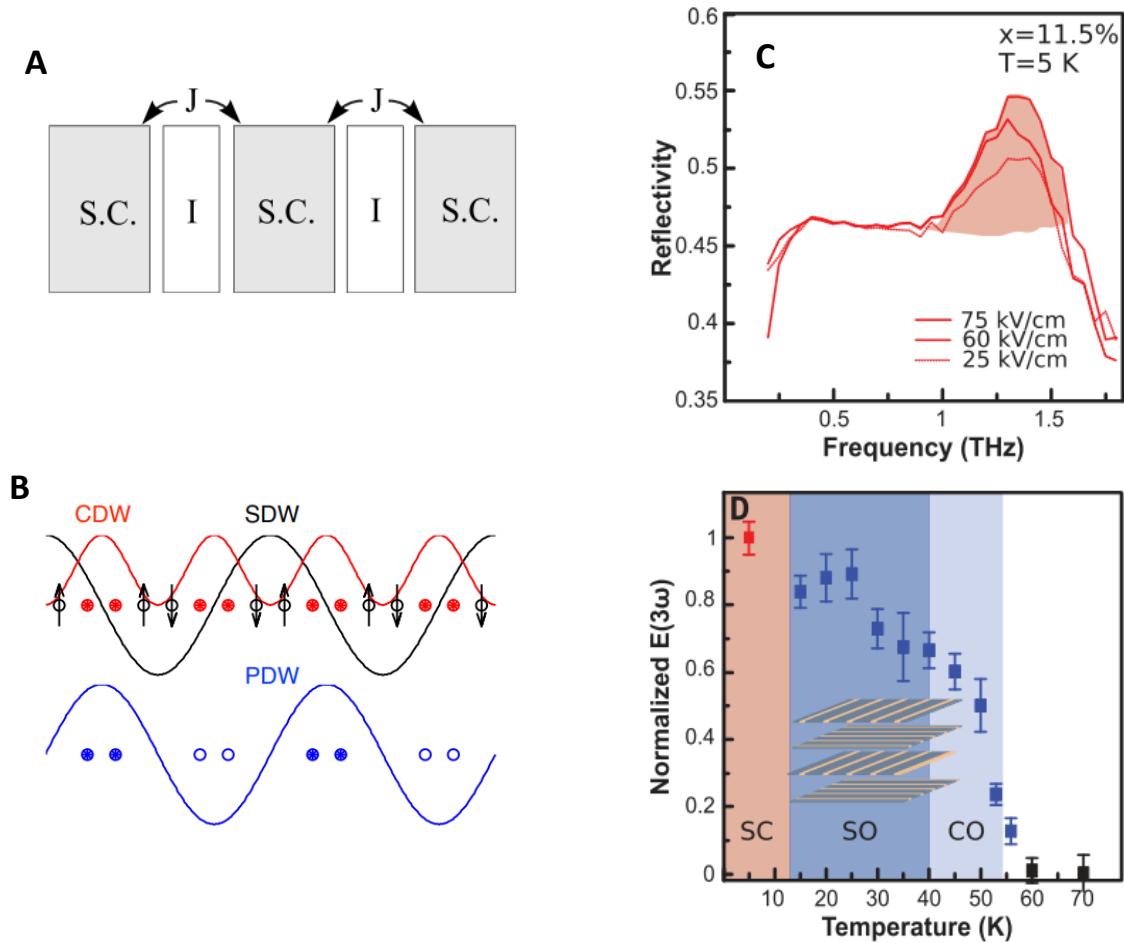 A
J
J
S.C.
I
S.C.
I
S.C.
B
CDW
SDW
PDW
C
x=11.5%
T=5 K
0.6
0.55
0.5
0.45
0.4
0.35
Reflectivity
75 kV/cm
60 kV/cm
25 kV/cm
0.5
1
1.5
Frequency (THz)
D
1
0.8
0.6
0.4
0.2
0
Normalized E(3ω)
SC
SO
CO
10
20
30
40
50
60
70
Temperature (K)